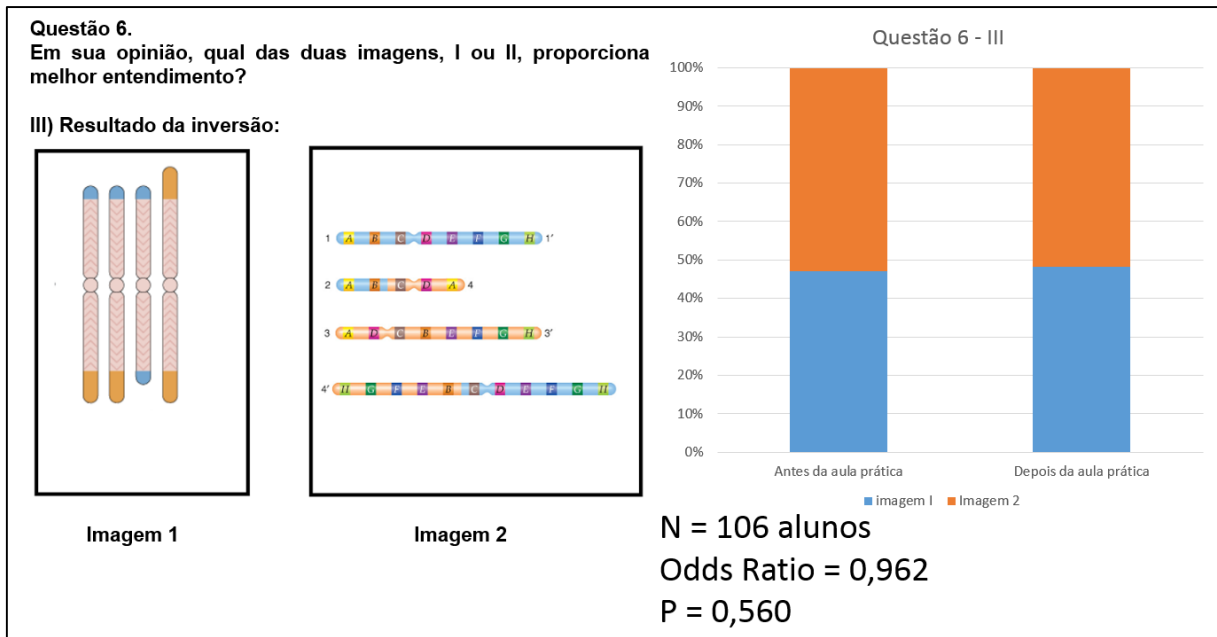 Questão 6.
Em sua opinião, qual das duas imagens, I ou II, proporciona
melhor entendimento?
III) Resultado da inversão:
1 A B C D E F G H 1'
2 A B C D A 4
3 A D C B E F G H 3'
4' H G F E B C D E F G H
Imagem 1
Imagem 2
Questão 6 - III
100%
90%
80%
70%
60%
50%
40%
30%
20%
10%
0%
Antes da aula prática
Depois da aula prática
imagem I
Imagem 2
N = 106 alunos
Odds Ratio = 0,962
P = 0,560